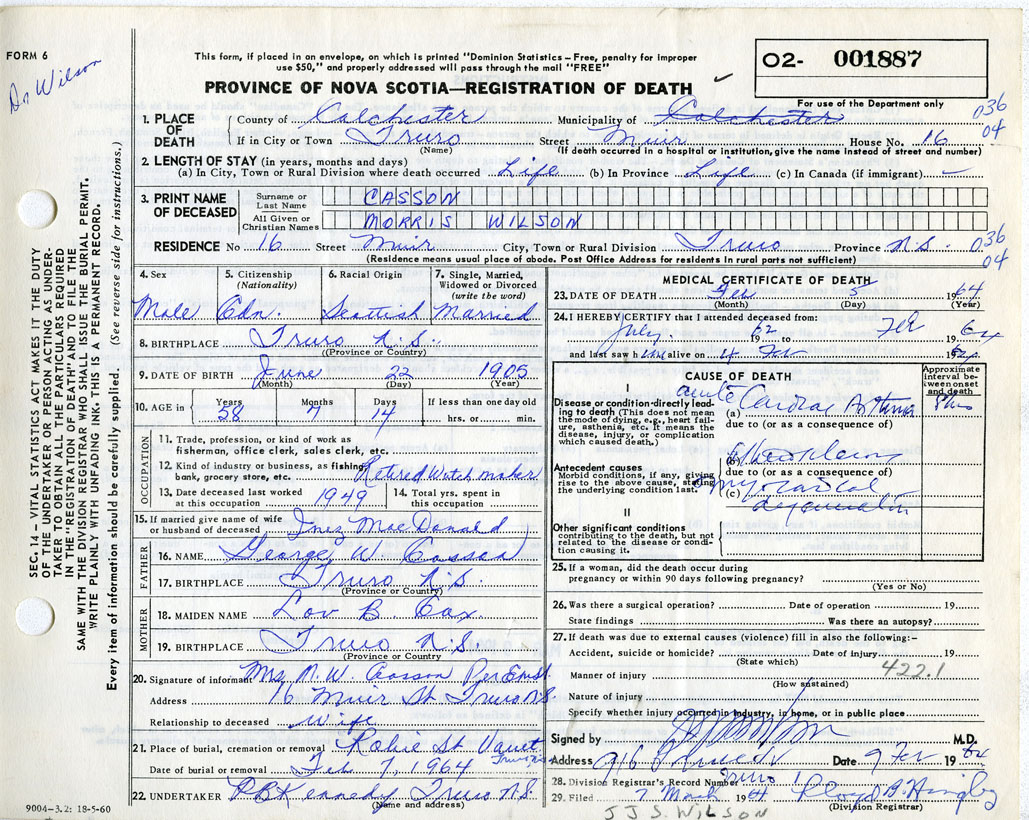 FORM 6
Dr Wilson
This form, if placed in an envelope, on which is printed "Dominion Statistics – Free, penalty for improper
use $50," and properly addressed will pass through the mail "FREE"
PROVINCE OF NOVA SCOTIA—REGISTRATION OF DEATH
O2- 001887
For use of the Department only
036
04
1. PLACE OF DEATH
County of Colchester Municipality of Colchester
If in City or Town Truro Street Muir House No. 16
(Name) (If death occurred in a hospital or institution, give the name instead of street and number)
2. LENGTH OF STAY (in years, months and days)
(a) In City, Town or Rural Division where death occurred Life (b) In Province Life (c) In Canada (if immigrant)
3. PRINT NAME OF DECEASED
Surname or Last Name CASSON
All Given or Christian Names MORRIS WILSON
RESIDENCE No 16 Street Muir City, Town or Rural Division Truro Province N.S. 036
04
(Residence means usual place of abode. Post Office Address for residents in rural parts not sufficient)
4. Sex
Male
5. Citizenship
(Nationality)
Cdn.
6. Racial Origin
Scottish
7. Single, Married, Widowed or Divorced
(write the word)
Married
8. BIRTHPLACE Truro N.S.
(Province or Country)
9. DATE OF BIRTH June 22 1905
(Month) (Day) (Year)
10. AGE in Years Months Days If less than one day old
58 7 14 hrs. or min.
OCCUPATION
11. Trade, profession, or kind of work as
fisherman, office clerk, sales clerk, etc.
12. Kind of industry or business, as fishing,
bank, grocery store, etc. Retired Watch maker
13. Date deceased last worked
at this occupation 1949
14. Total yrs. spent in
this occupation
15. If married give name of wife
or husband of deceased Inez MacDonald
FATHER
16. NAME George W. Casson
17. BIRTHPLACE Truro N.S.
(Province or Country)
MOTHER
18. MAIDEN NAME Lov B Cox
19. BIRTHPLACE Truro N.S.
(Province or Country
20. Signature of informant Mrs M. W. Casson Per
Address 16 Muir St Truro N.S.
Relationship to deceased Wife
21. Place of burial, cremation or removal Robie St Vault
Truro N.S.
Date of burial or removal Feb 7, 1964
22. UNDERTAKER P B Kennedy Truro N.S.
(Name and address)
9004–3.2: 18-5-60
MEDICAL CERTIFICATE OF DEATH
23. DATE OF DEATH Feb 5 1964
(Month) (Day) (Year)
24. I HEREBY CERTIFY that I attended deceased from:
July 1962 to Feb 1964
and last saw him alive on 4 Feb 1964
CAUSE OF DEATH
Approximate interval between onset and death
I
Disease or condition-directly leading to death (This does not mean the mode of dying, e.g., heart failure, asthenia, etc. It means the disease, injury, or complication which caused death.)
(a) acute Cardiac Asthma
due to (or as a consequence of)
Antecedent causes
Morbid conditions, if any, giving rise to the above cause, stating the underlying condition last.
(b)
due to (or as a consequence of)
(c) myocardial
degeneration
II
Other significant conditions
contributing to the death, but not related to the disease or condition causing it.
25. If a woman, did the death occur during
pregnancy or within 90 days following pregnancy?
(Yes or No)
26. Was there a surgical operation? Date of operation 19
State findings Was there an autopsy?
27. If death was due to external causes (violence) fill in also the following:–
Accident, suicide or homicide? Date of injury 19
(State which) 422.1
Manner of injury
(How sustained)
Nature of injury
Specify whether injury occurred in industry, in home, or in public place
Signed by M.D.
Address Date 9 Feb 1964
28. Division Registrar's Record Number Truro 1
29. Filed 7 March 1964
(Division Registrar)
J J S. WILSON
SEC. 14 – VITAL STATISTICS ACT MAKES IT THE DUTY
OF THE UNDERTAKER OR PERSON ACTING AS UNDER-
TAKER TO OBTAIN ALL THE PARTICULARS REQUIRED
IN THE "REGISTRATION OF DEATH" AND TO FILE THE
SAME WITH THE DIVISION REGISTRAR WHO SHALL ISSUE THE BURIAL PERMIT.
WRITE PLAINLY WITH UNFADING INK. THIS IS A PERMANENT RECORD.
Every item of information should be carefully supplied. (See reverse side for instructions.)